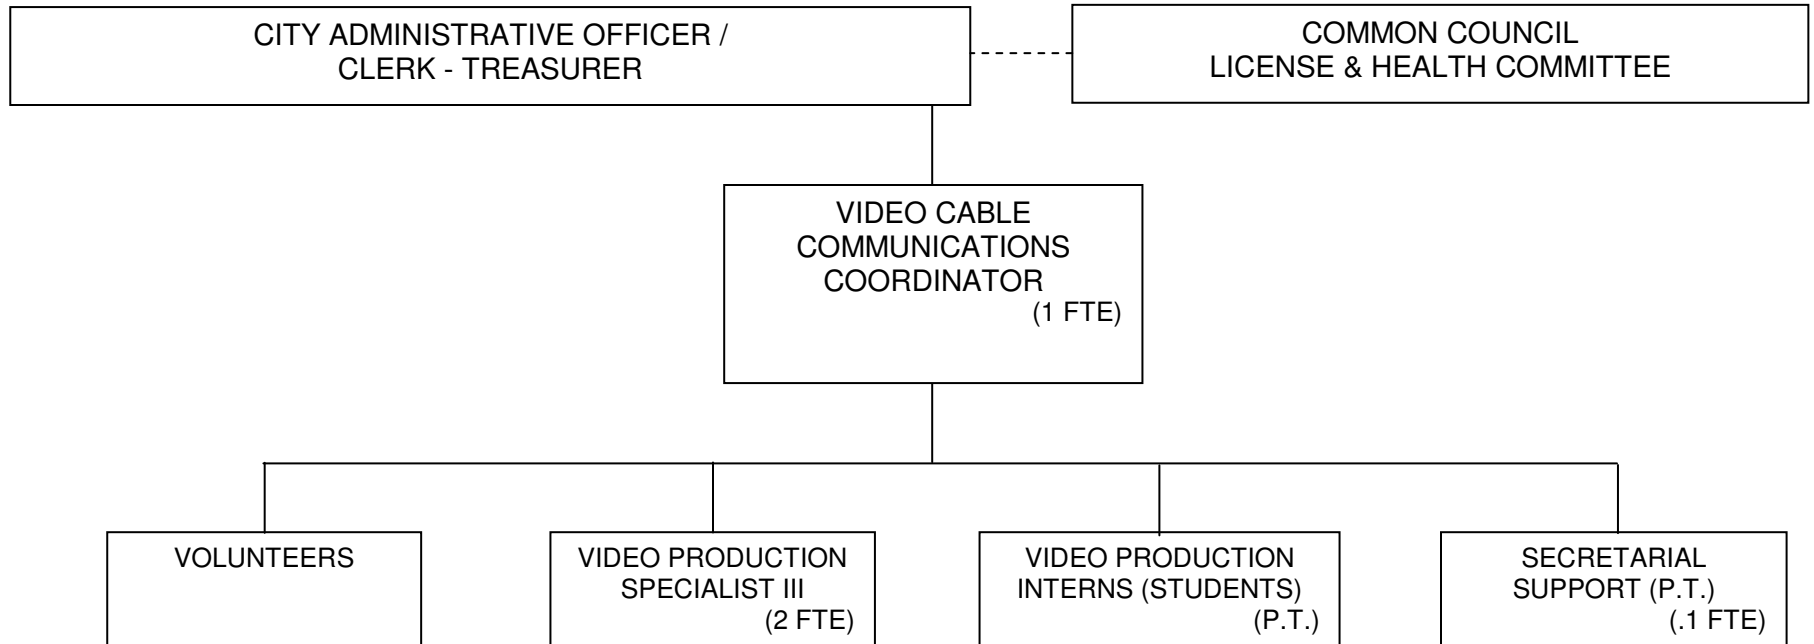 CITY ADMINISTRATIVE OFFICER /
CLERK - TREASURER
COMMON COUNCIL
LICENSE & HEALTH COMMITTEE
VIDEO CABLE
COMMUNICATIONS
COORDINATOR
(1 FTE)
VOLUNTEERS
VIDEO PRODUCTION
SPECIALIST III
(2 FTE)
VIDEO PRODUCTION
INTERNS (STUDENTS)
(P.T.)
SECRETARIAL
SUPPORT (P.T.)
(.1 FTE)